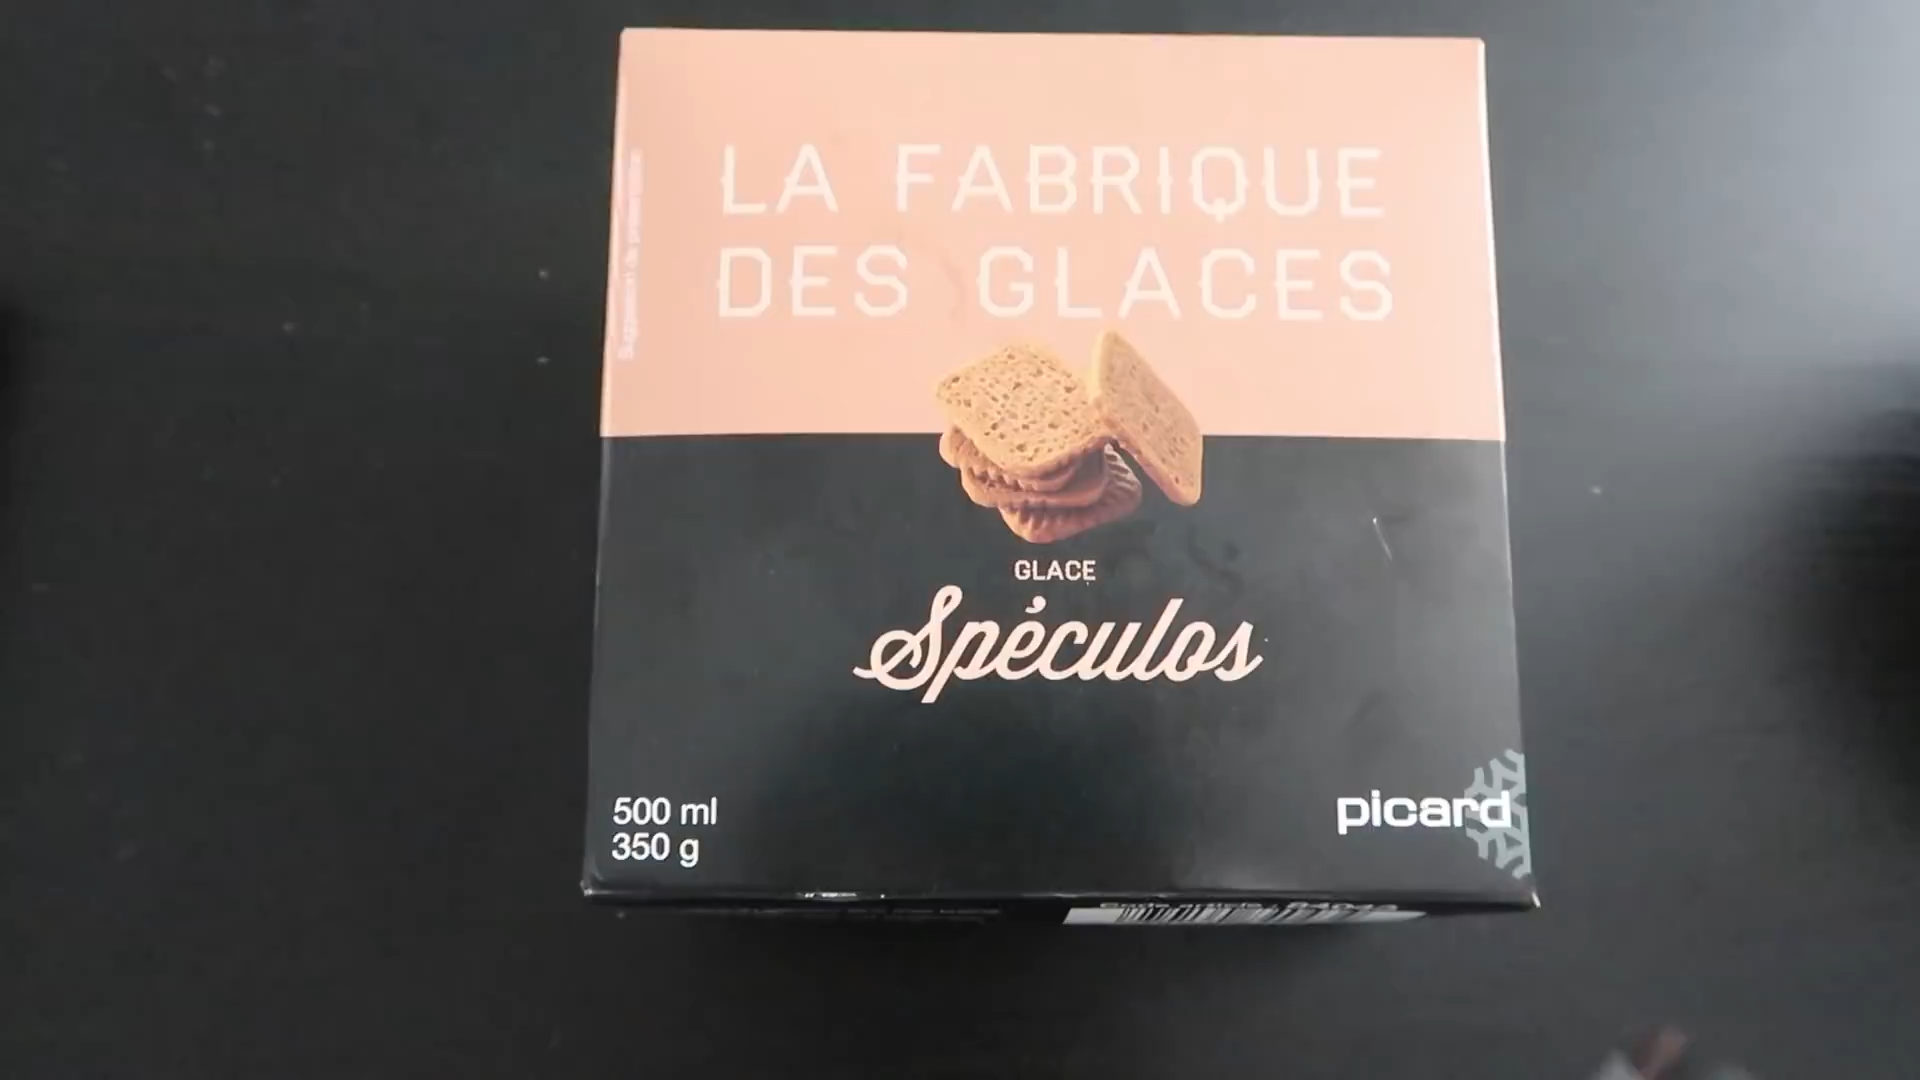 LA FABRIQUE
DES GLACES
GLACE
Spéculos
500 ml
350 g
picard